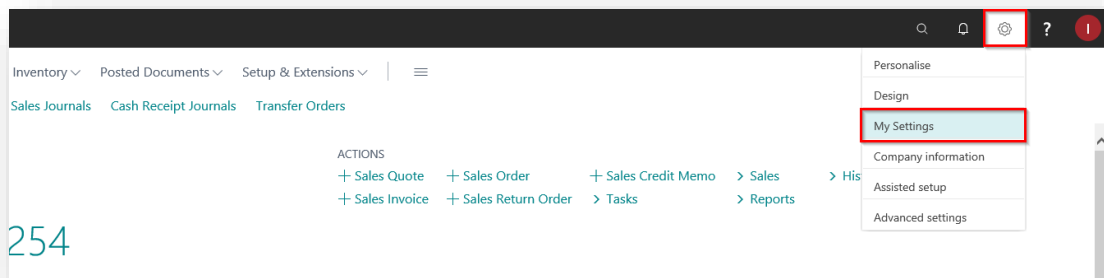 ? I
Inventory Posted Documents Setup & Extensions
Sales Journals Cash Receipt Journals Transfer Orders
Personalise
Design
My Settings
Company information
Assisted setup
Advanced settings
ACTIONS
+ Sales Quote + Sales Order + Sales Credit Memo > Sales > His
+ Sales Invoice + Sales Return Order > Tasks > Reports
254